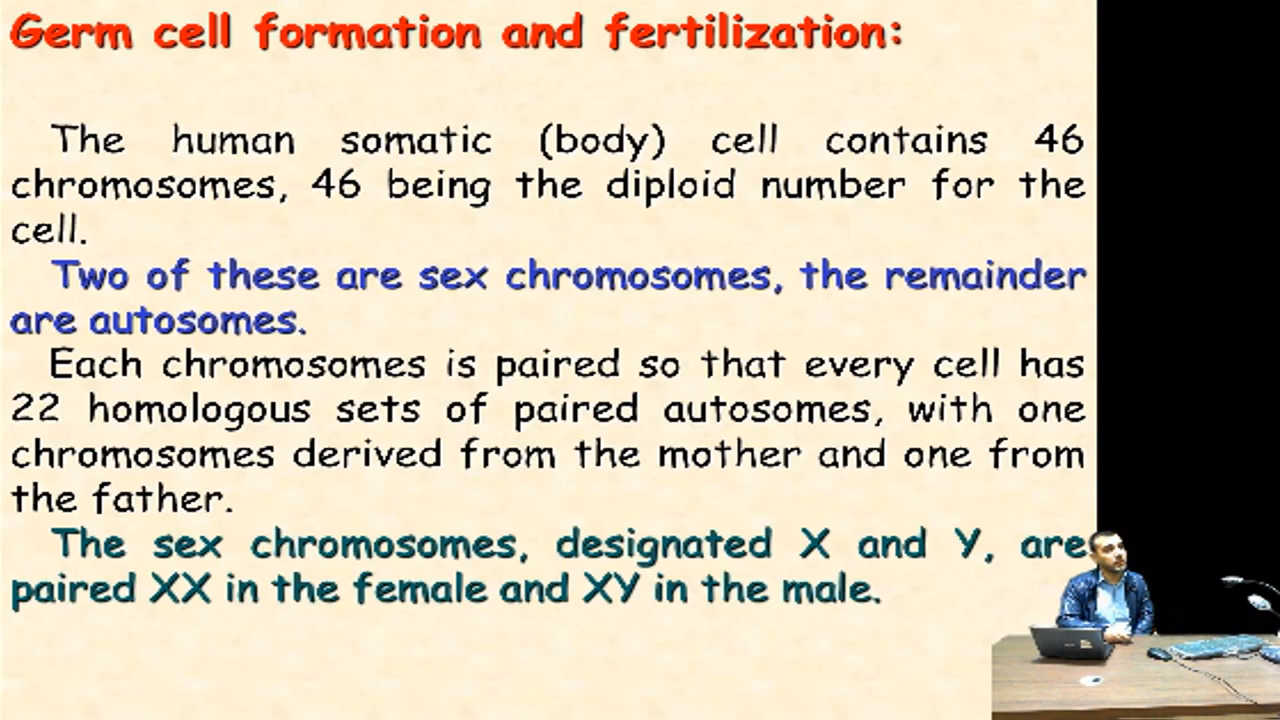 Germ cell formation and fertilization:
The human somatic (body) cell contains 46
chromosomes, 46 being the diploid number for the
cell.
Two of these are sex chromosomes, the remainder
are autosomes.
Each chromosomes is paired so that every cell has
22 homologous sets of paired autosomes, with one
chromosomes derived from the mother and one from
the father.
The sex chromosomes, designated X and Y, are
paired XX in the female and XY in the male.